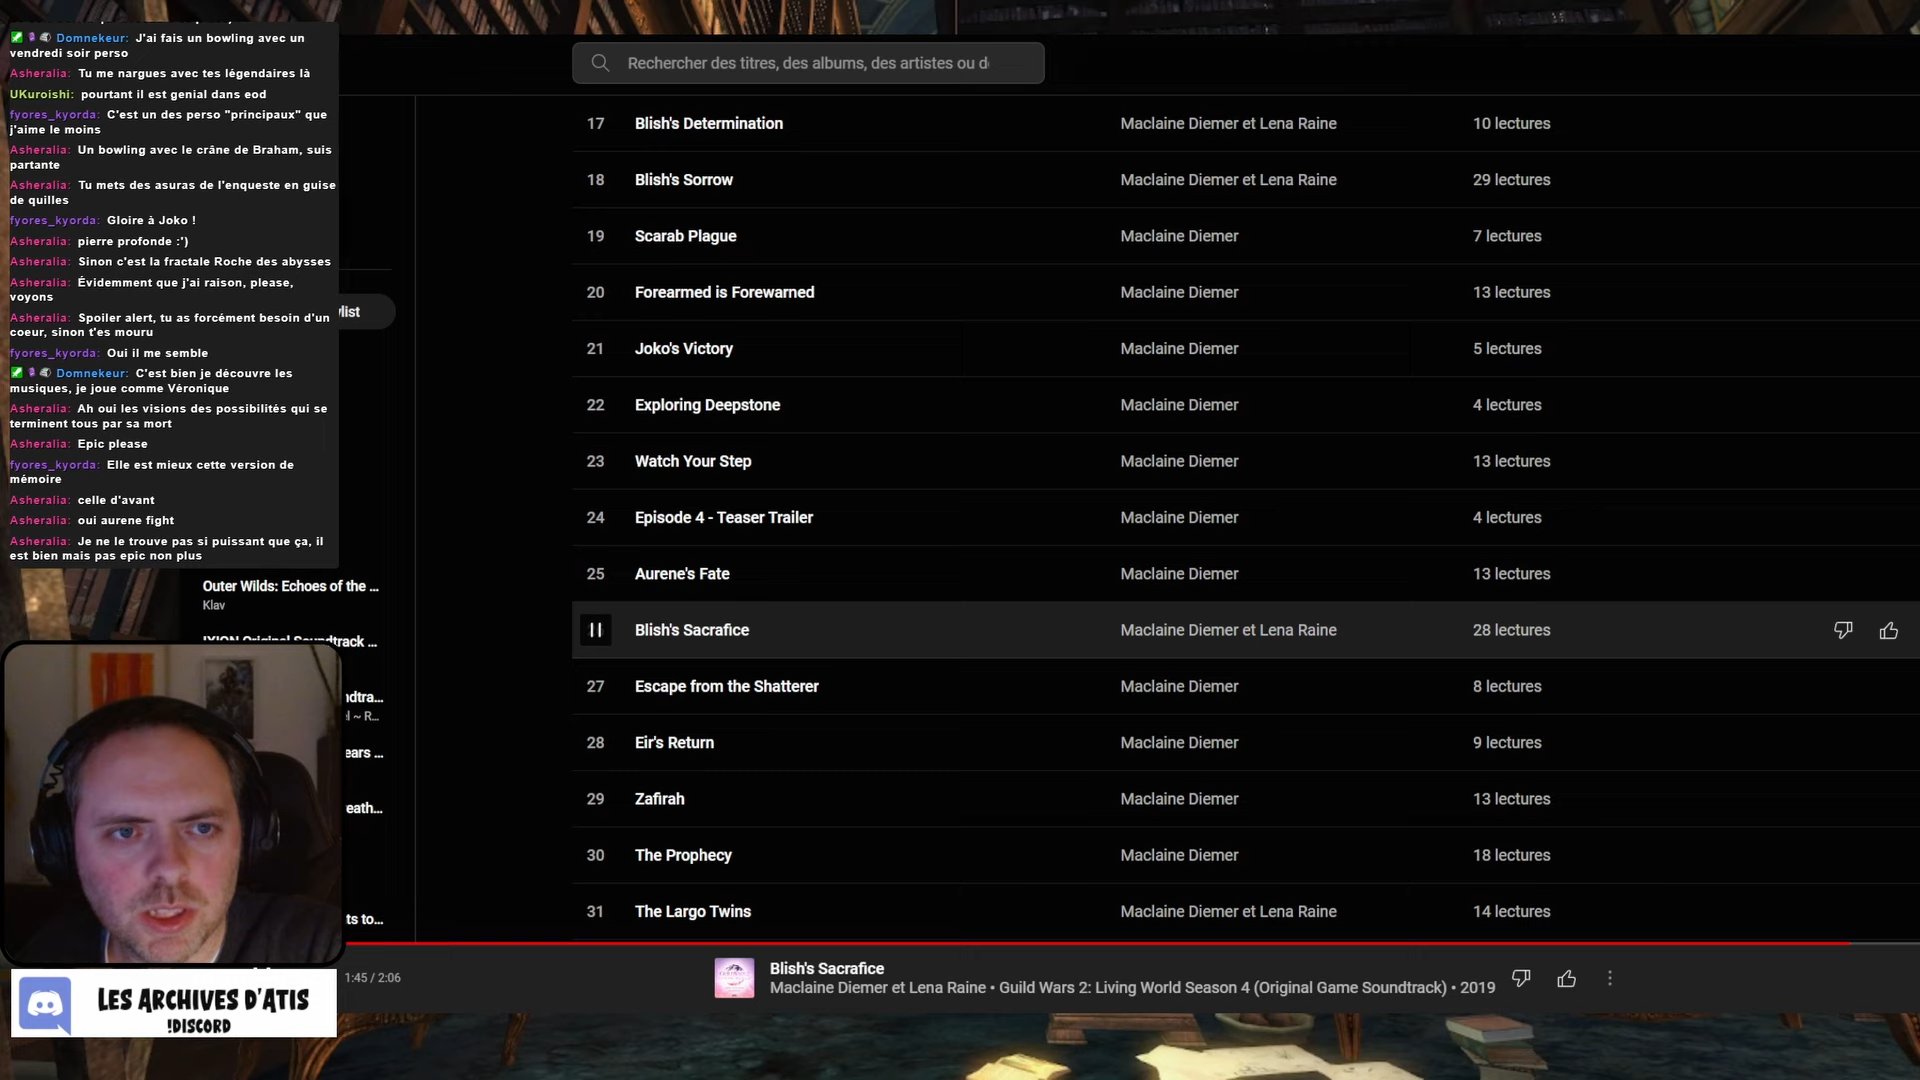 Domnekeur: J'ai fais un bowling avec un
vendredi soir perso
Asheralia: Tu me nargues avec tes légendaires là
UKuroishi: pourtant il est genial dans eod
fyores_kyorda: C'est un des perso "principaux" que
j'aime le moins
Asheralia: Un bowling avec le crâne de Braham, suis
partante
Asheralia: Tu mets des asuras de l'enqueste en guise
de quilles
fyores_kyorda: Gloire à Joko !
Asheralia: pierre profonde :')
Asheralia: Sinon c'est la fractale Roche des abysses
Asheralia: Évidemment que j'ai raison, please,
voyons
Asheralia: Spoiler alert, tu as forcément besoin d'un
coeur, sinon t'es mouru
fyores_kyorda: Oui il me semble
Domnekeur: C'est bien je découvre les
musiques, je joue comme Véronique
Asheralia: Ah oui les visions des possibilités qui se
terminent tous par sa mort
Asheralia: Epic please
fyores_kyorda: Elle est mieux cette version de
mémoire
Asheralia: celle d'avant
Asheralia: oui aurene fight
Asheralia: Je ne le trouve pas si puissant que ça, il
est bien mais pas epic non plus
ylist
Outer Wilds: Echoes of the ...
Klav
IXION Original Soundtrack ...
ndtra...
l ~ R...
ears ...
eath...
ts to...
Rechercher des titres, des albums, des artistes ou d
17 Blish's Determination Maclaine Diemer et Lena Raine 10 lectures
18 Blish's Sorrow Maclaine Diemer et Lena Raine 29 lectures
19 Scarab Plague Maclaine Diemer 7 lectures
20 Forearmed is Forewarned Maclaine Diemer 13 lectures
21 Joko's Victory Maclaine Diemer 5 lectures
22 Exploring Deepstone Maclaine Diemer 4 lectures
23 Watch Your Step Maclaine Diemer 13 lectures
24 Episode 4 - Teaser Trailer Maclaine Diemer 4 lectures
25 Aurene's Fate Maclaine Diemer 13 lectures
Blish's Sacrafice Maclaine Diemer et Lena Raine 28 lectures
27 Escape from the Shatterer Maclaine Diemer 8 lectures
28 Eir's Return Maclaine Diemer 9 lectures
29 Zafirah Maclaine Diemer 13 lectures
30 The Prophecy Maclaine Diemer 18 lectures
31 The Largo Twins Maclaine Diemer et Lena Raine 14 lectures
1:45 / 2:06
Blish's Sacrafice
Maclaine Diemer et Lena Raine • Guild Wars 2: Living World Season 4 (Original Game Soundtrack) • 2019
LES ARCHIVES D'ATIS
!DISCORD